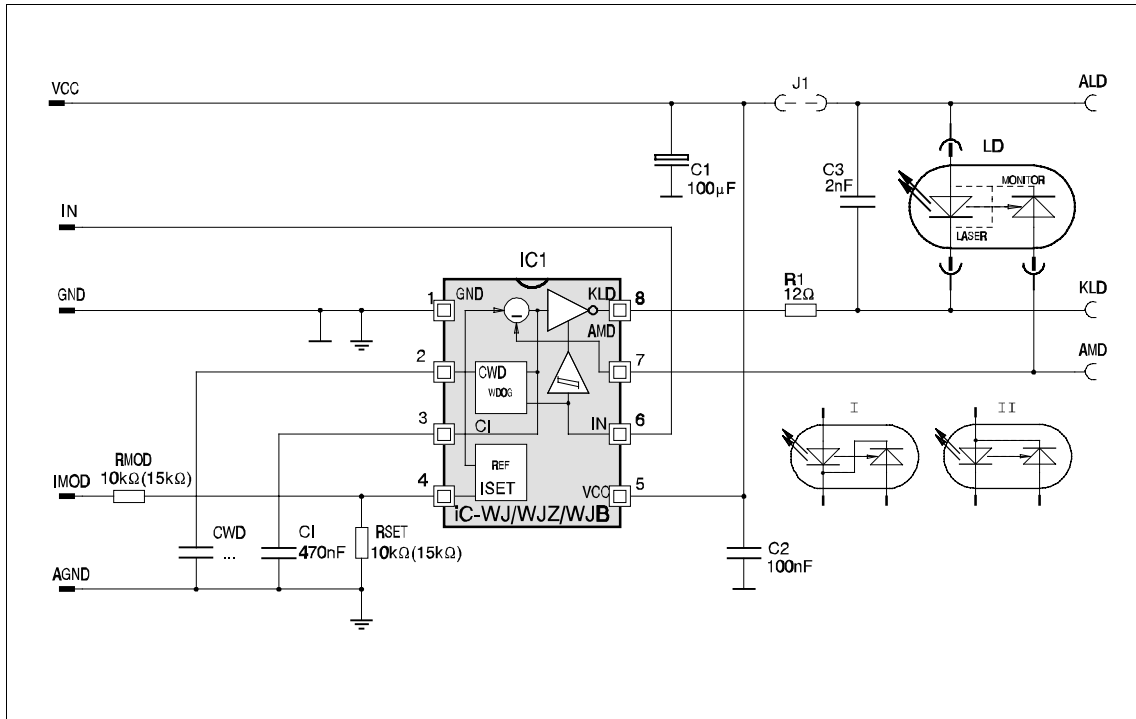 VCC
J1
ALD
C1
100µF
C3
2nF
LD
MONITOR
LASER
IN
IC1
GND
1
GND
KLD
8
R1
12Ω
KLD
AMD
2
CWD
WDOG
7
AMD
3
CI
IN
6
I
II
RMOD
10kΩ(15kΩ)
IMOD
4
REF
ISET
VCC
5
iC-WJ/WJZ/WJB
CWD
...
CI
470nF
RSET
10kΩ(15kΩ)
C2
100nF
AGND